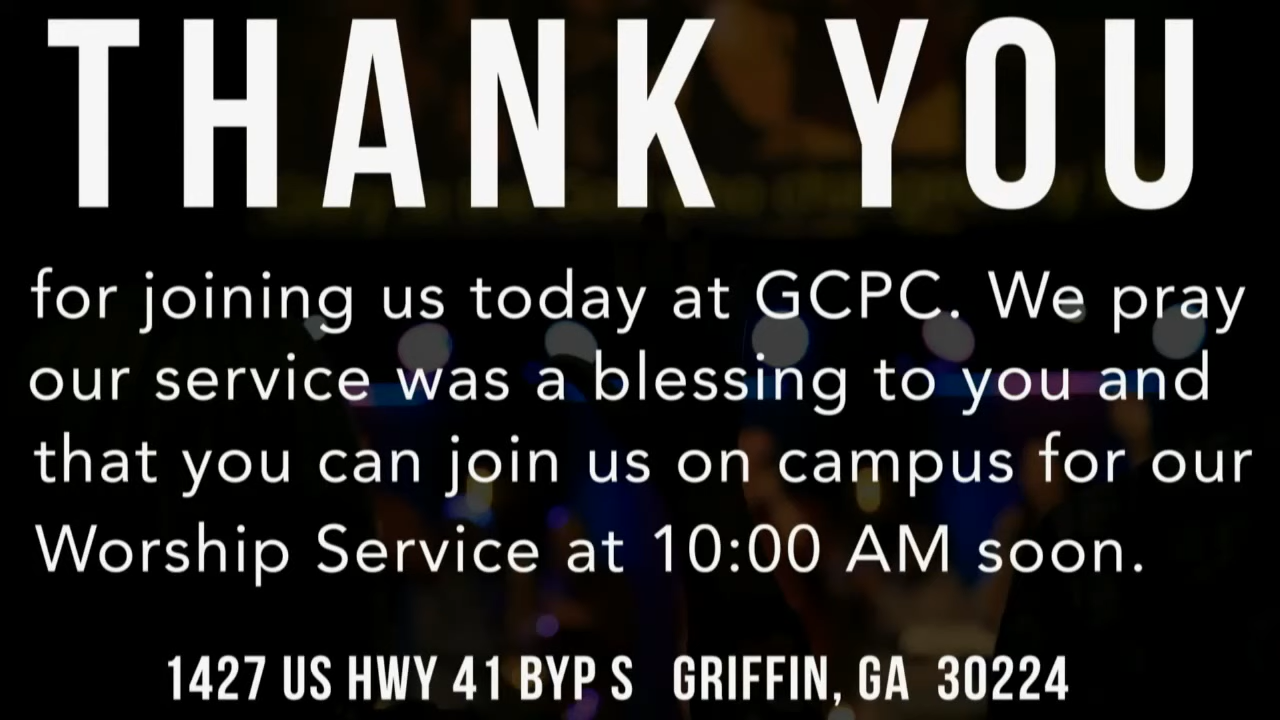 THANK YOU
for joining us today at GCPC. We pray
our service was a blessing to you and
that you can join us on campus for our
Worship Service at 10:00 AM soon.
1427 US HWY 41 BYP S GRIFFIN, GA 30224